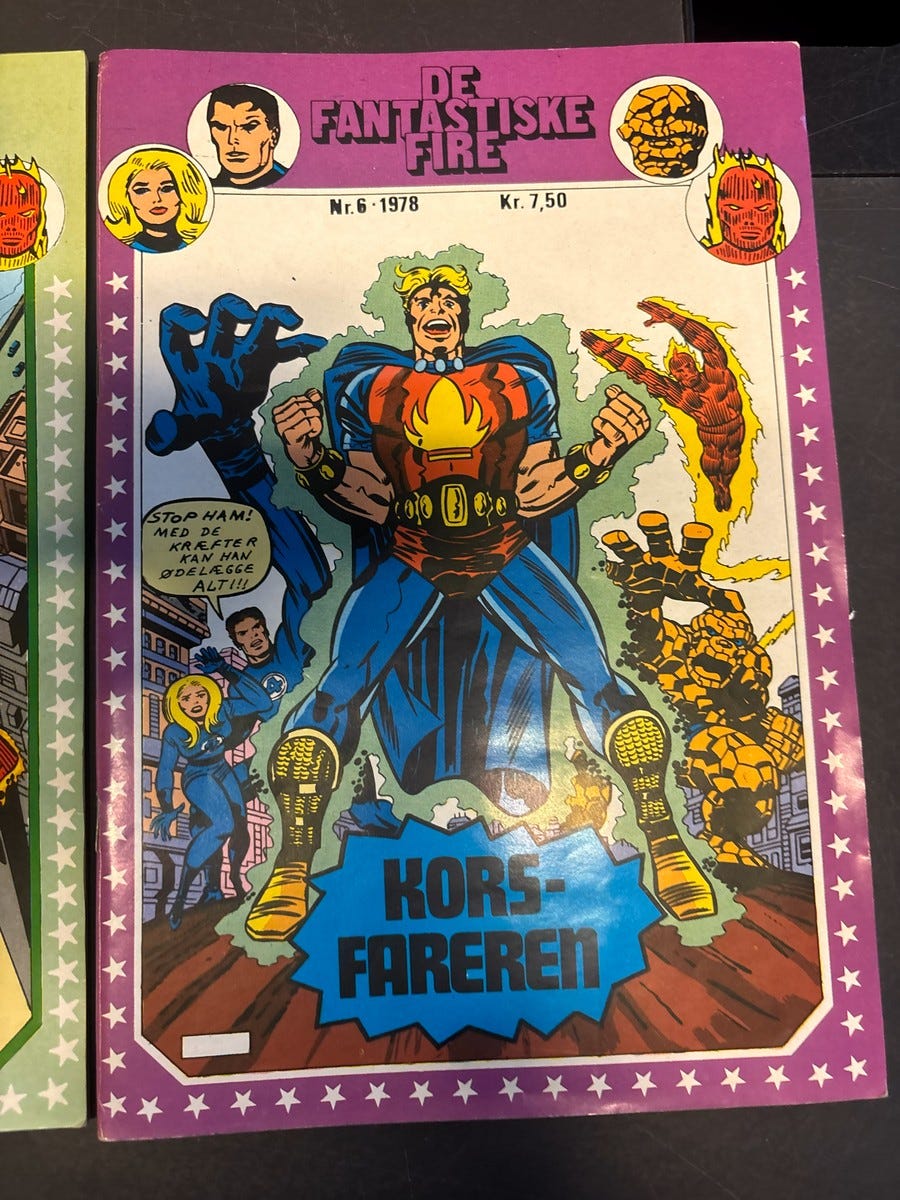 DE
FANTASTISKE
FIRE
Nr. 6 · 1978 Kr. 7,50
STOP HAM!
MED DE
KRÆFTER
KAN HAN
ØDELÆGGE
ALT!!!
4
KORS-
FAREREN